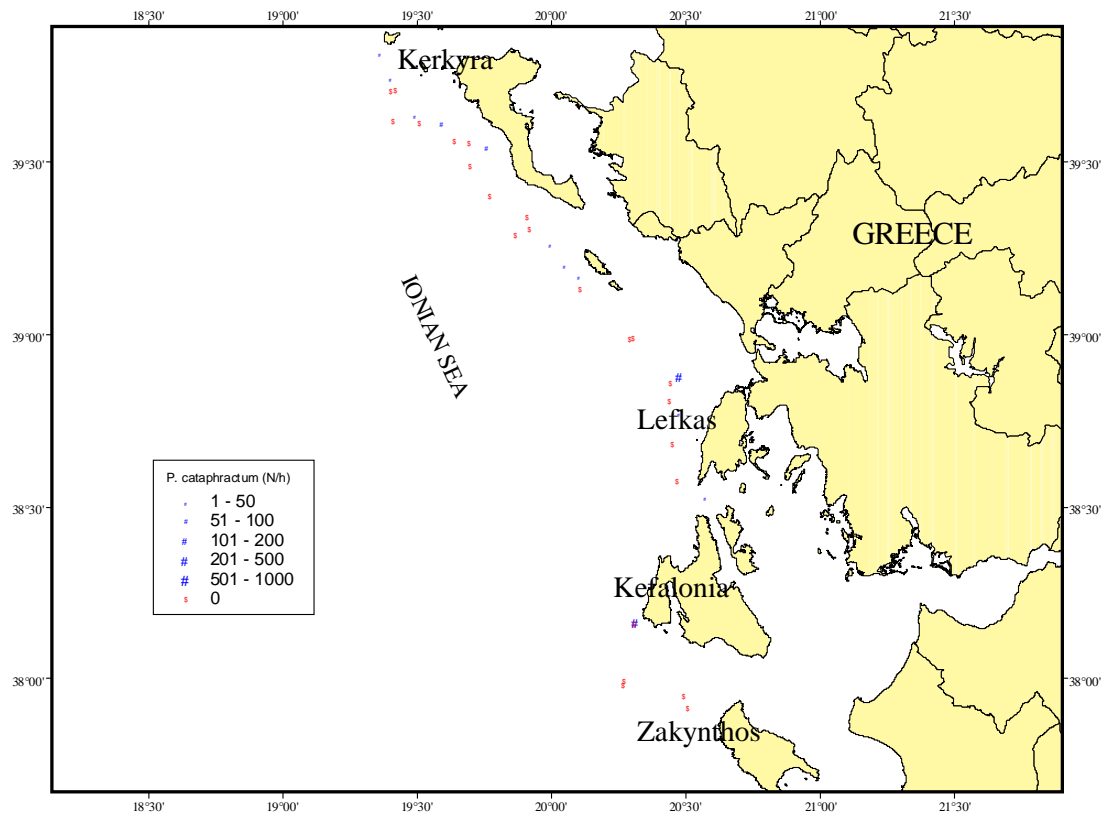 18°30' 19°00' 19°30' 20°00' 20°30' 21°00' 21°30'
Kerkyra
39°30' 39°30'
GREECE
IONIAN SEA
39°00' 39°00'
Lefkas
P. cataphractum (N/h)
# 1 - 50
# 51 - 100
# 101 - 200
# 201 - 500
# 501 - 1000
$ 0
38°30' 38°30'
Kefalonia
38°00' 38°00'
Zakynthos
18°30' 19°00' 19°30' 20°00' 20°30' 21°00' 21°30'